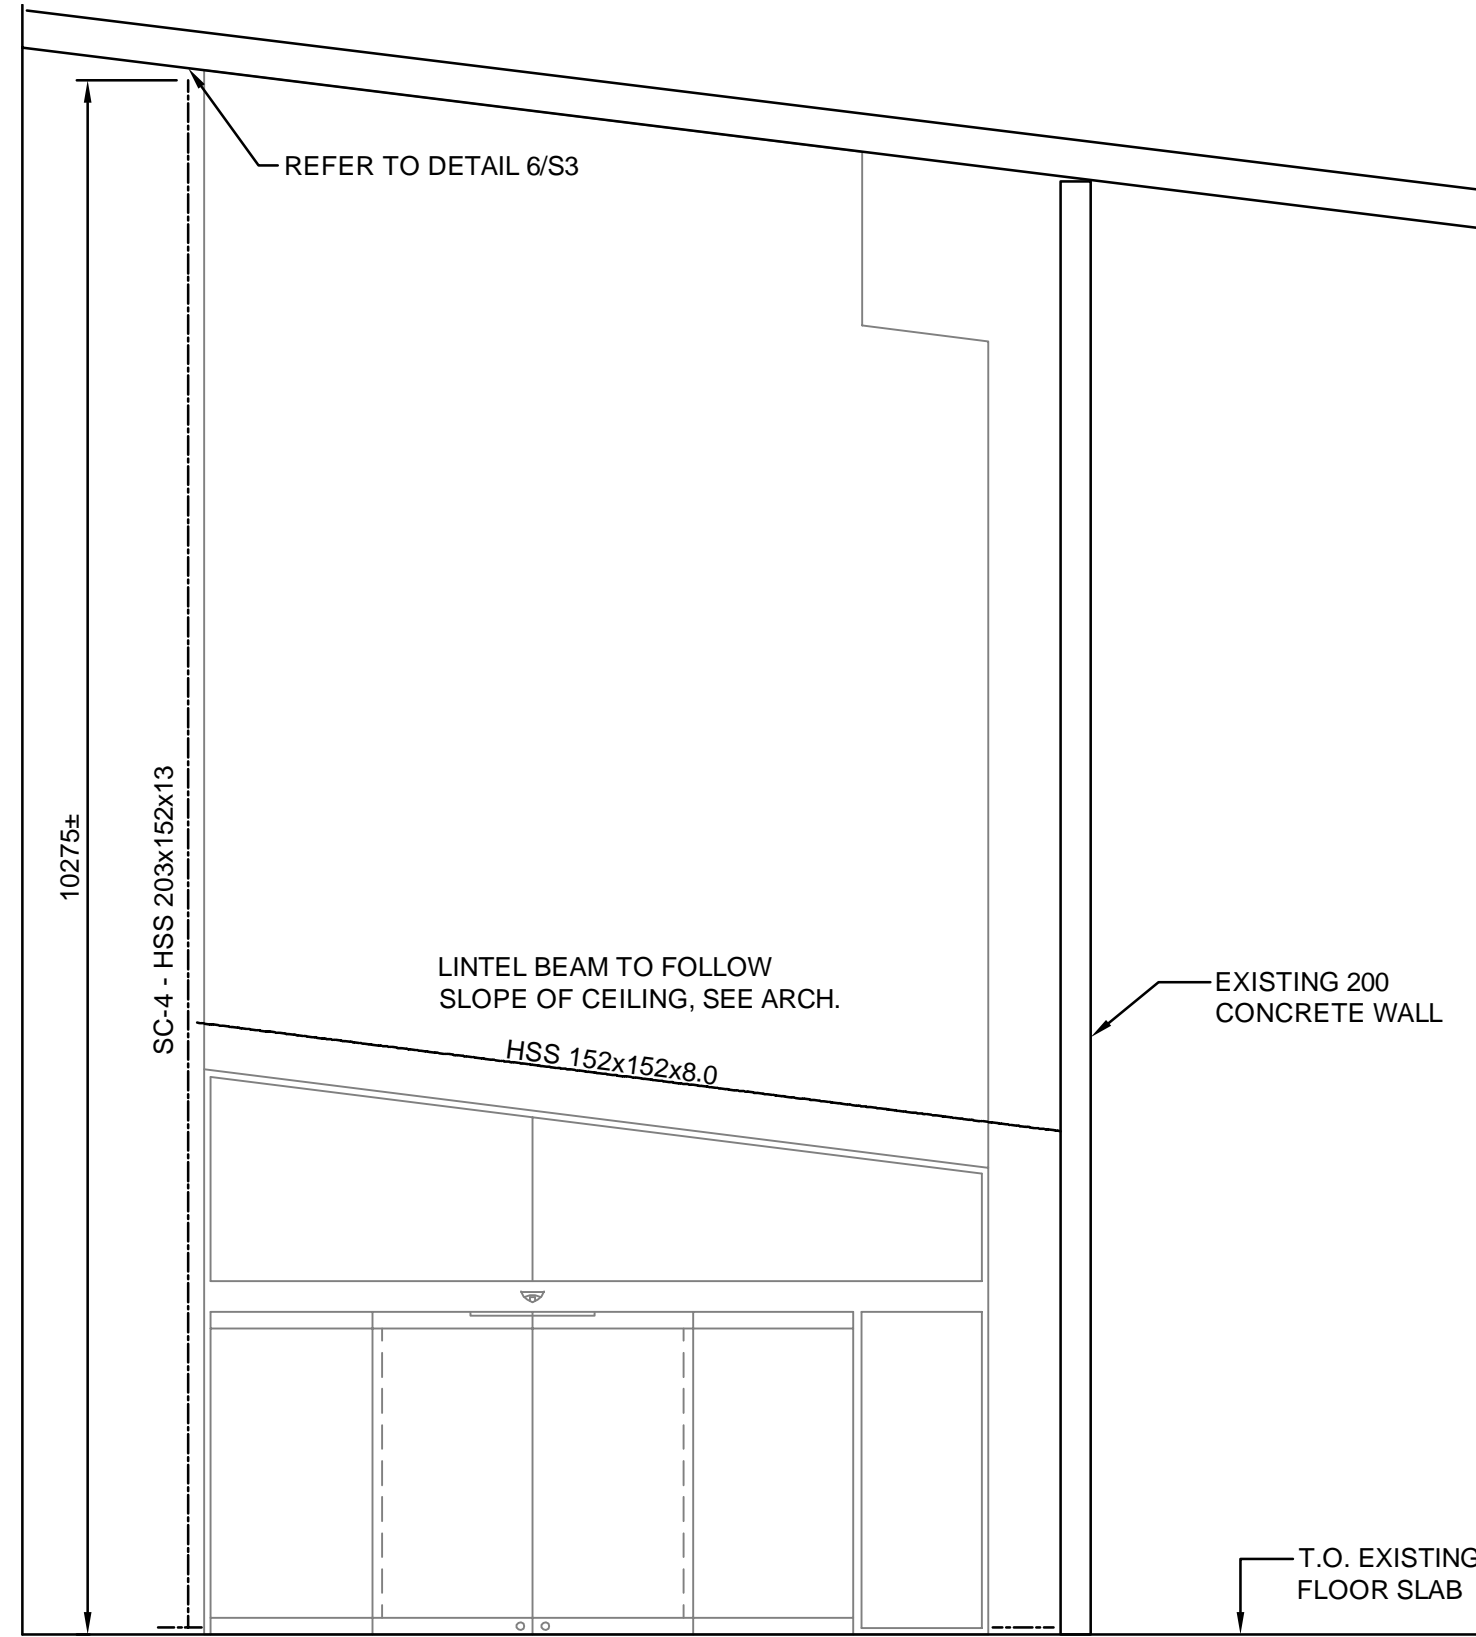 REFER TO DETAIL 6/S3
10275±
SC-4 - HSS 203x152x13
LINTEL BEAM TO FOLLOW
SLOPE OF CEILING, SEE ARCH.
HSS 152x152x8.0
EXISTING 200
CONCRETE WALL
T.O. EXISTING
FLOOR SLAB